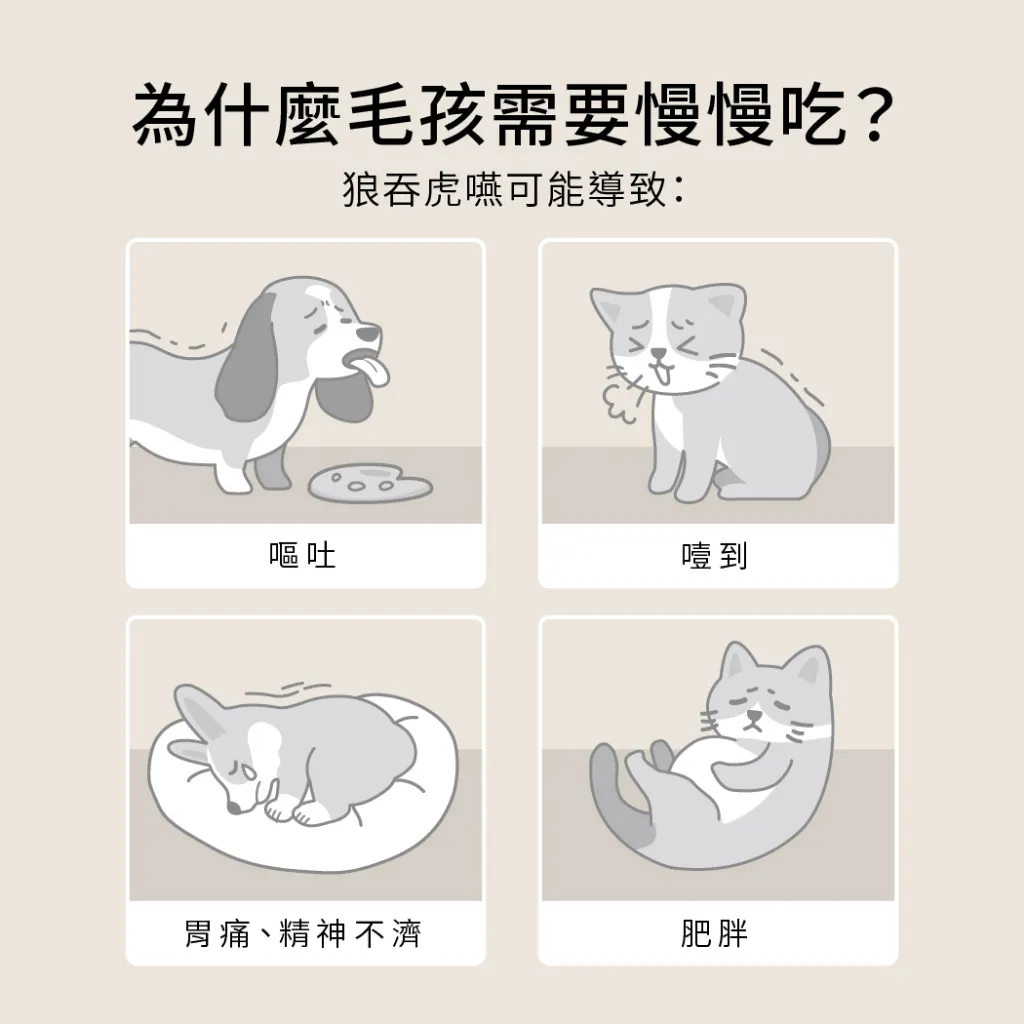 為什麼毛孩需要慢慢吃？
狼吞虎嚥可能導致：
嘔吐
噎到
胃痛、精神不濟
肥胖